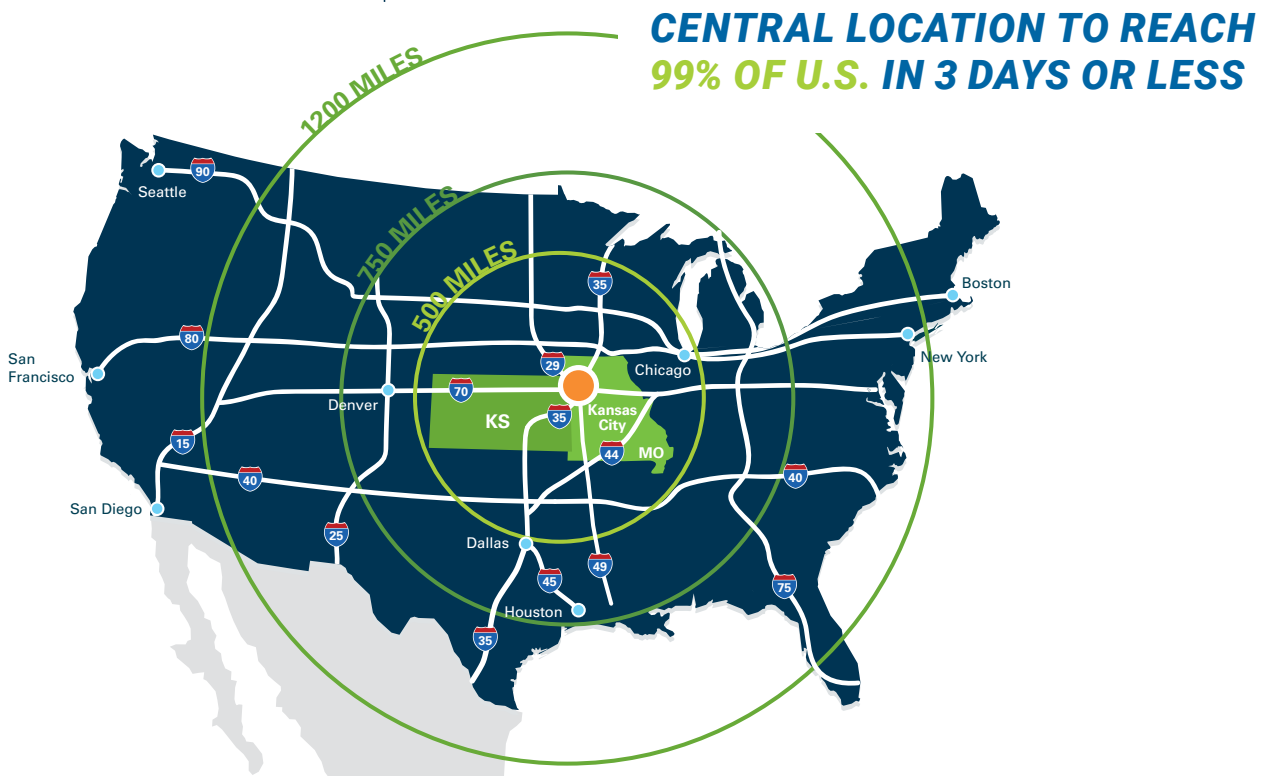 CENTRAL LOCATION TO REACH
99% OF U.S. IN 3 DAYS OR LESS
1200 MILES
750 MILES
500 MILES
90
Seattle
35
Boston
80
New York
San
Francisco
29
Chicago
70
Denver
35
Kansas
City
KS
15
44
MO
40
40
San Diego
25
Dallas
49
45
75
Houston
35